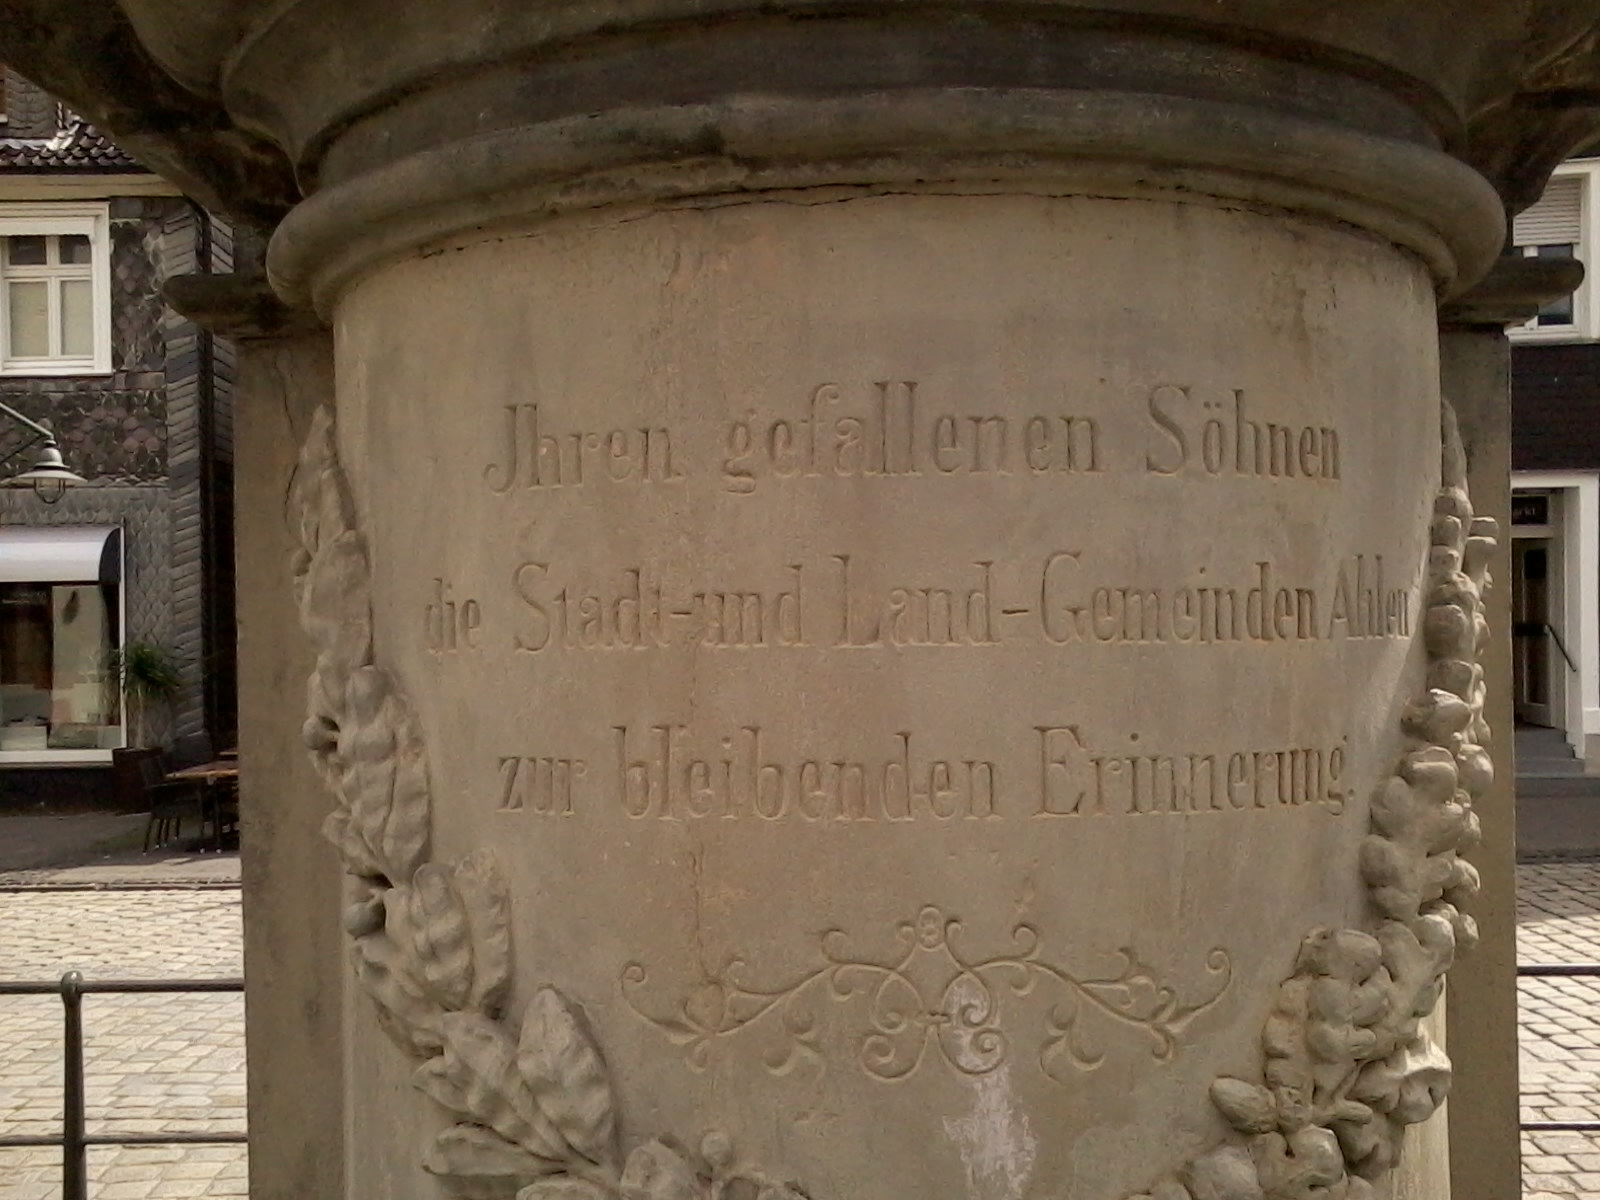 Jhren gefallenen Söhnen
die Stadt-und Land-Gemeinden Ahlen
zur bleibenden Erinnerung.